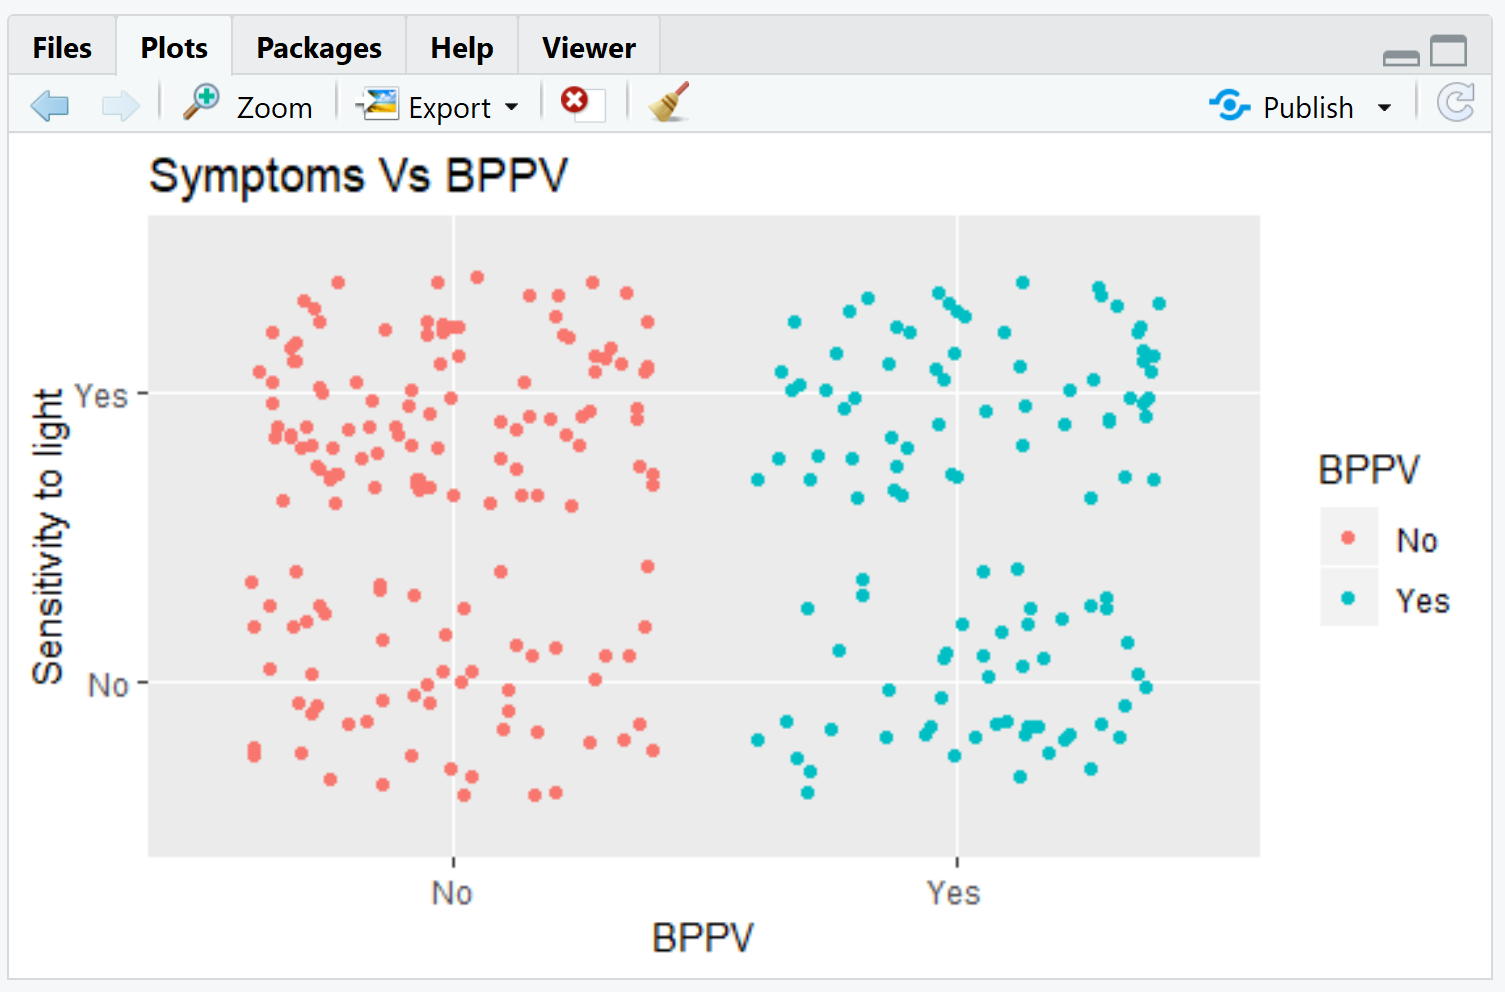 Files Plots Packages Help Viewer
Zoom Export Publish
Symptoms Vs BPPV
Sensitivity to light
Yes
No
No Yes
BPPV
BPPV
No
Yes